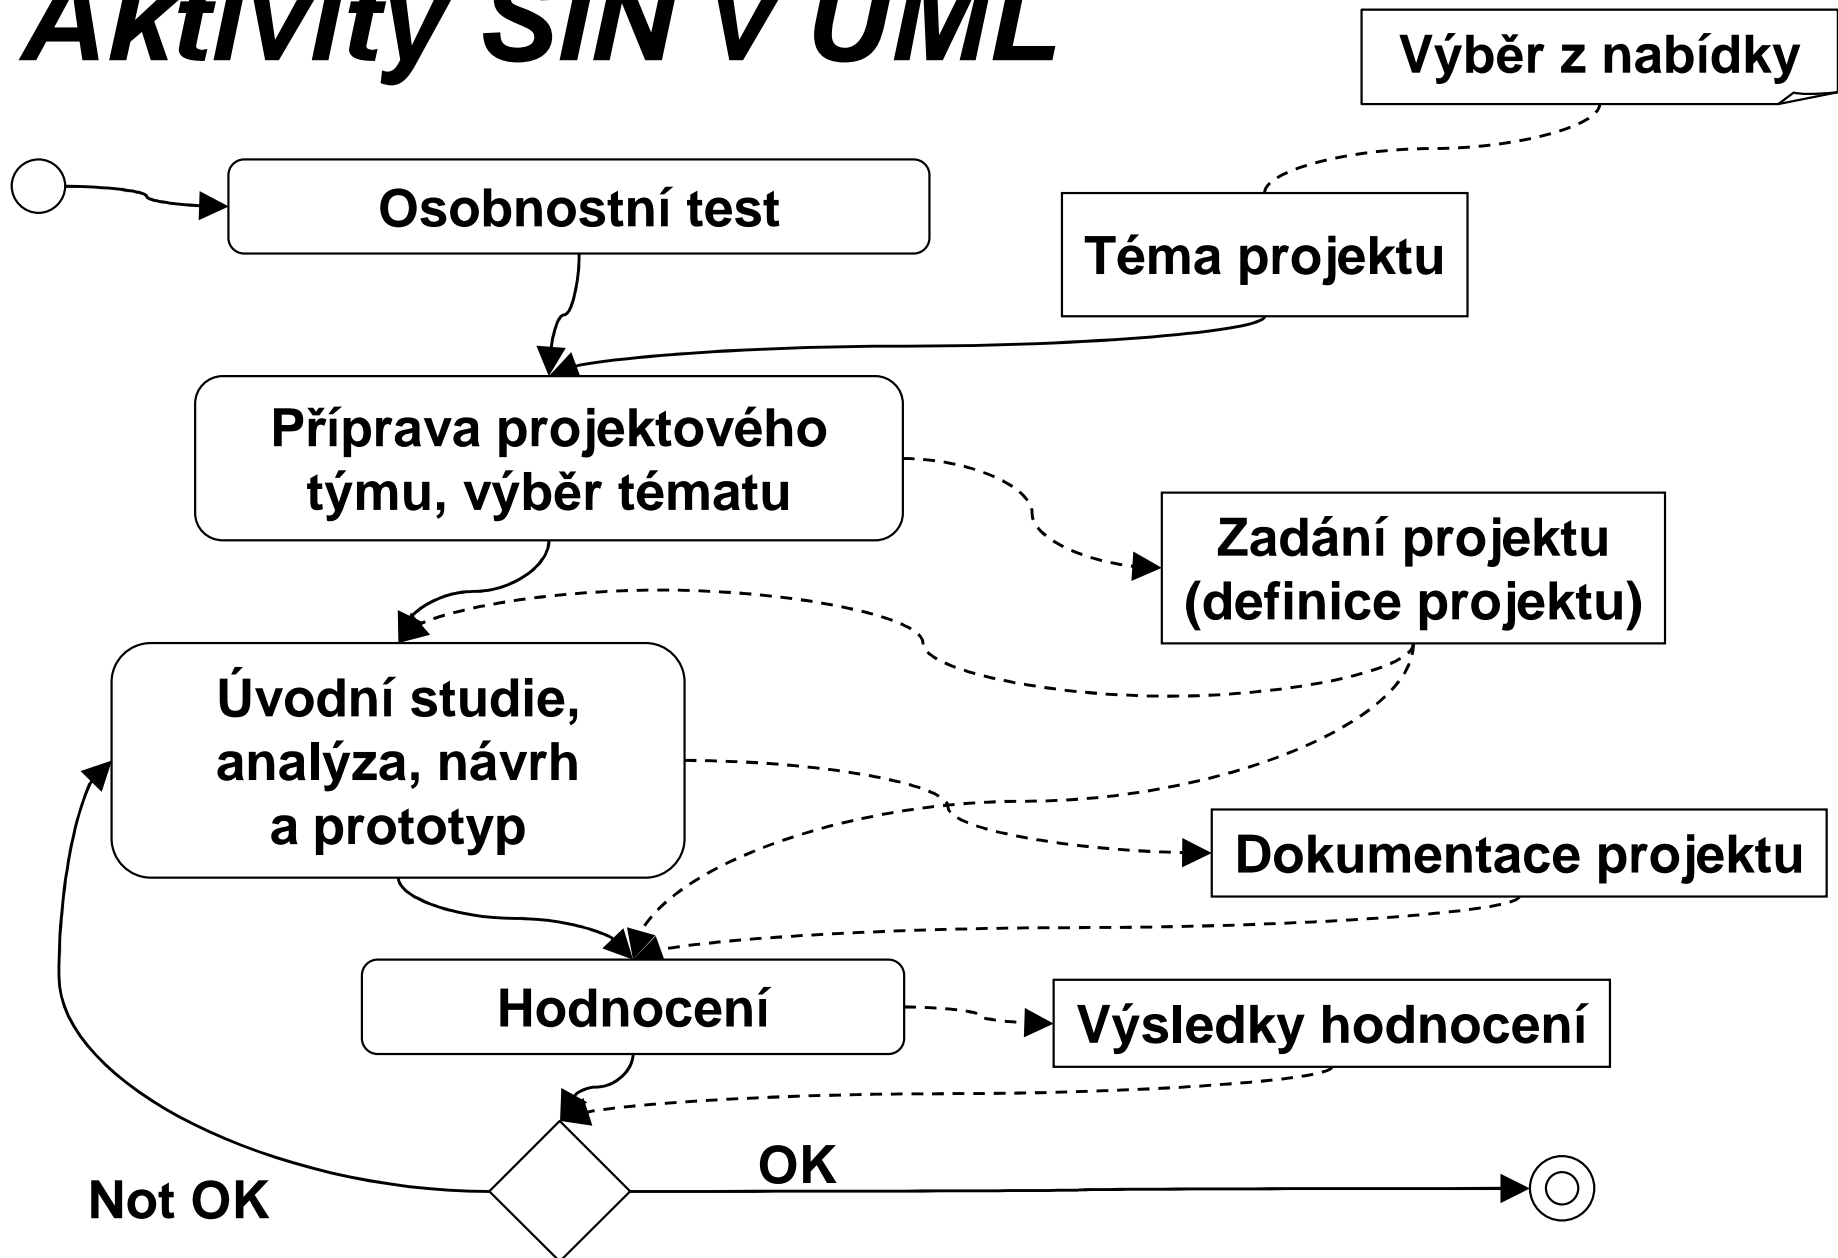 Aktivity SIN v UML
Výběr z nabídky
Osobnostní test
Téma projektu
Příprava projektového
týmu, výběr tématu
Zadání projektu
(definice projektu)
Úvodní studie,
analýza, návrh
a prototyp
Dokumentace projektu
Hodnocení
Výsledky hodnocení
OK
Not OK